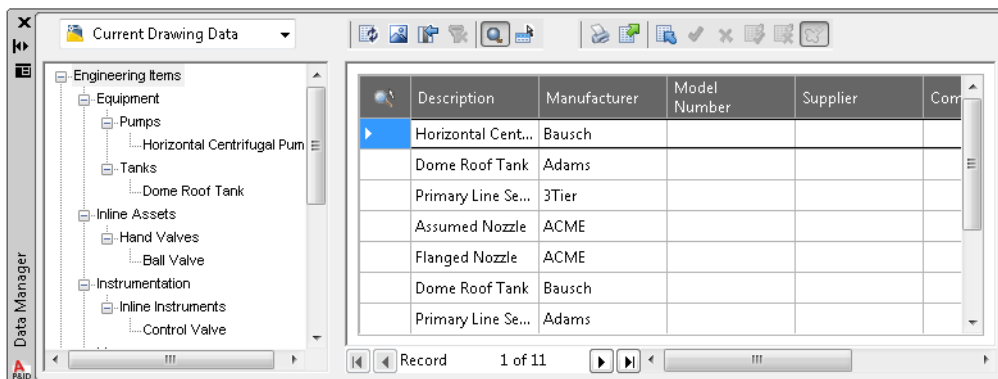 Current Drawing Data
Engineering Items
Equipment
Pumps
Horizontal Centrifugal Pum
Tanks
Dome Roof Tank
Inline Assets
Hand Valves
Ball Valve
Instrumentation
Inline Instruments
Control Valve
Data Manager
P&ID
Description Manufacturer Model Number Supplier Com
Horizontal Cent... Bausch
Dome Roof Tank Adams
Primary Line Se... 3Tier
Assumed Nozzle ACME
Flanged Nozzle ACME
Dome Roof Tank Bausch
Primary Line Se... Adams
Record 1 of 11